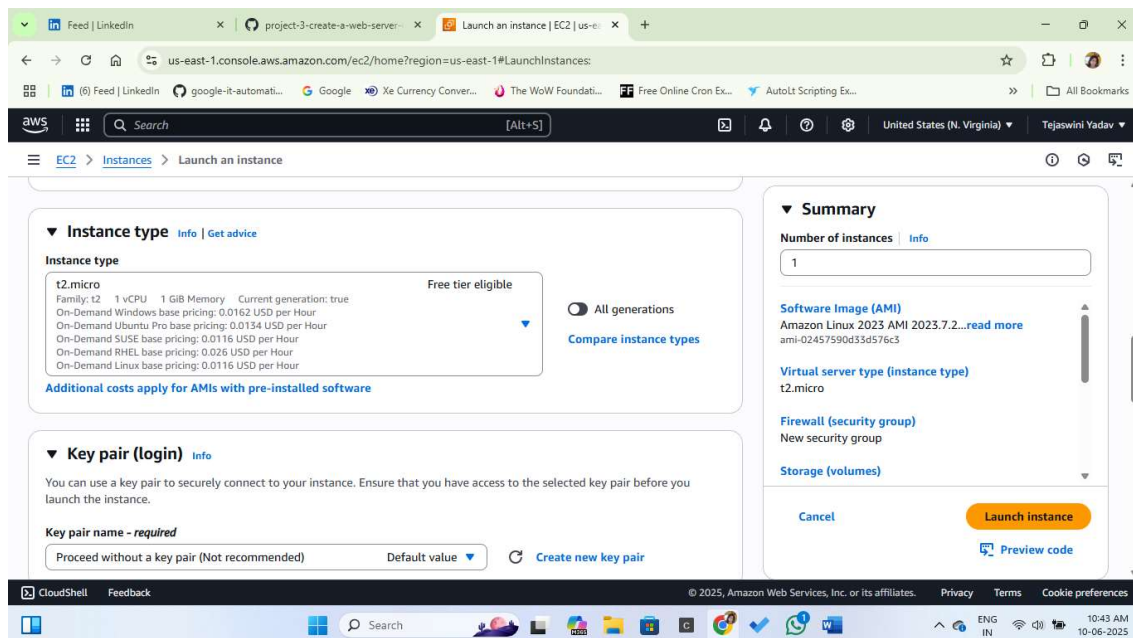 Feed | LinkedIn
project-3-create-a-web-server-
Launch an instance | EC2 | us-ea
us-east-1.console.aws.amazon.com/ec2/home?region=us-east-1#LaunchInstances:
(6) Feed | LinkedIn google-it-automati... Google Xe Currency Conver... The WoW Foundati... FF Free Online Cron Ex... AutoLt Scripting Ex... » All Bookmarks
aws Search [Alt+S] United States (N. Virginia) ▼ Tejaswini Yadav ▼
EC2 > Instances > Launch an instance
▼ Instance type Info | Get advice
Instance type
t2.micro Free tier eligible
Family: t2 1 vCPU 1 GiB Memory Current generation: true
On-Demand Windows base pricing: 0.0162 USD per Hour
On-Demand Ubuntu Pro base pricing: 0.0134 USD per Hour
On-Demand SUSE base pricing: 0.0116 USD per Hour
On-Demand RHEL base pricing: 0.026 USD per Hour
On-Demand Linux base pricing: 0.0116 USD per Hour
All generations
Compare instance types
Additional costs apply for AMIs with pre-installed software
▼ Key pair (login) Info
You can use a key pair to securely connect to your instance. Ensure that you have access to the selected key pair before you
launch the instance.
Key pair name - required
Proceed without a key pair (Not recommended) Default value ▼ Create new key pair
▼ Summary
Number of instances | Info
1
Software Image (AMI)
Amazon Linux 2023 AMI 2023.7.2...read more
ami-02457590d33d576c3
Virtual server type (instance type)
t2.micro
Firewall (security group)
New security group
Storage (volumes)
Cancel Launch instance
Preview code
CloudShell Feedback © 2025, Amazon Web Services, Inc. or its affiliates. Privacy Terms Cookie preferences
Search ENG IN 10:43 AM
10-06-2025